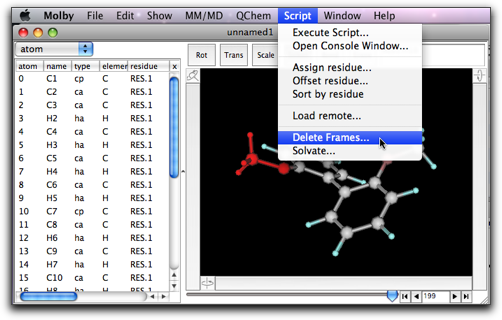 Molby File Edit Show MM/MD QChem Script Window Help
unnamed1
Execute Script...
Open Console Window...
Assign residue...
Offset residue...
Sort by residue
Load remote...
Delete Frames...
Solvate...
atom
Rot Trans Scale
atom name type elemer residue x
0 C1 cp C RES.1
1 C2 ca C RES.1
2 C3 ca C RES.1
3 H2 ha H RES.1
4 C4 ca C RES.1
5 H3 ha H RES.1
6 C5 ca C RES.1
7 H4 ha H RES.1
8 C6 ca C RES.1
9 H5 ha H RES.1
10 C7 cp C RES.1
11 C8 ca C RES.1
12 H6 ha H RES.1
13 C9 ca C RES.1
14 H7 ha H RES.1
15 C10 ca C RES.1
16 H8 ha H RES.1
199